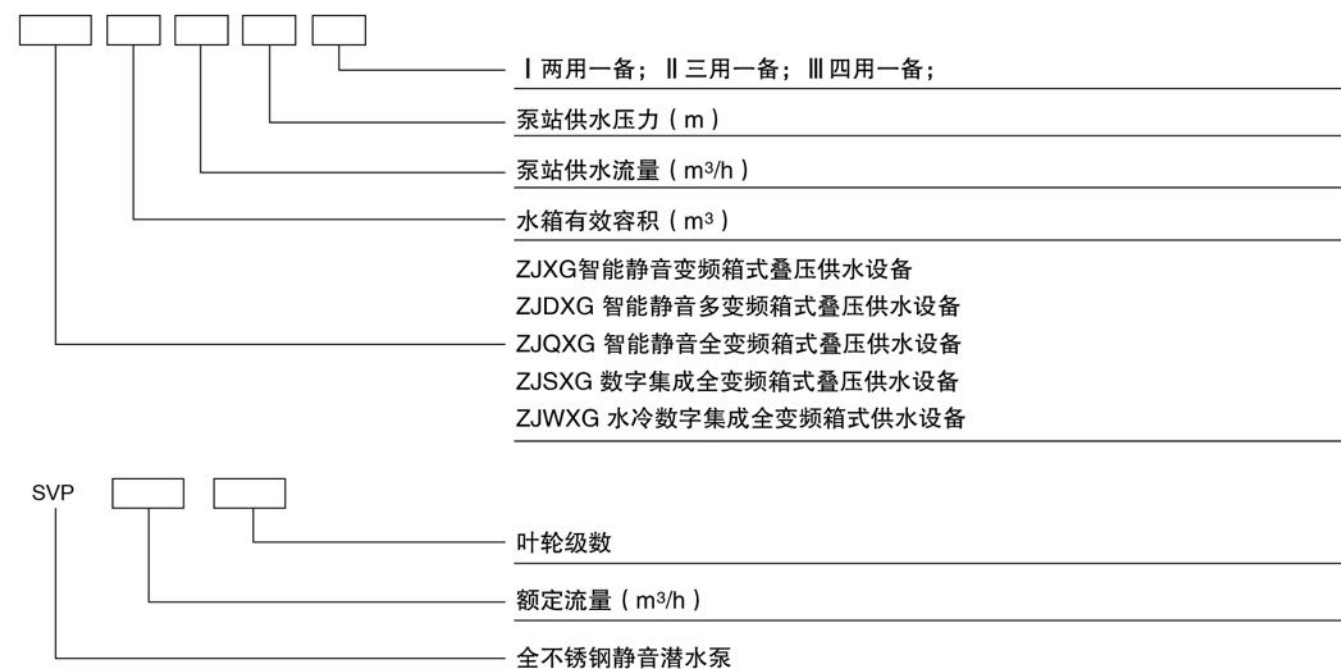 Ⅰ两用一备；Ⅱ三用一备；Ⅲ四用一备；
泵站供水压力（m）
泵站供水流量（m³/h）
水箱有效容积（m³）
ZJXG智能静音变频箱式叠压供水设备
ZJDXG 智能静音多变频箱式叠压供水设备
ZJQXG 智能静音全变频箱式叠压供水设备
ZJSXG 数字集成全变频箱式叠压供水设备
ZJWXG 水冷数字集成全变频箱式供水设备
SVP
叶轮级数
额定流量（m³/h）
全不锈钢静音潜水泵